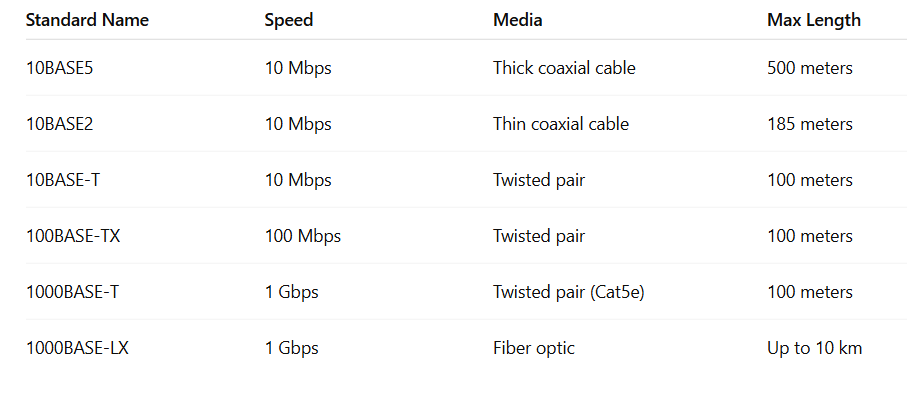 Standard Name Speed Media Max Length
10BASE5 10 Mbps Thick coaxial cable 500 meters
10BASE2 10 Mbps Thin coaxial cable 185 meters
10BASE-T 10 Mbps Twisted pair 100 meters
100BASE-TX 100 Mbps Twisted pair 100 meters
1000BASE-T 1 Gbps Twisted pair (Cat5e) 100 meters
1000BASE-LX 1 Gbps Fiber optic Up to 10 km